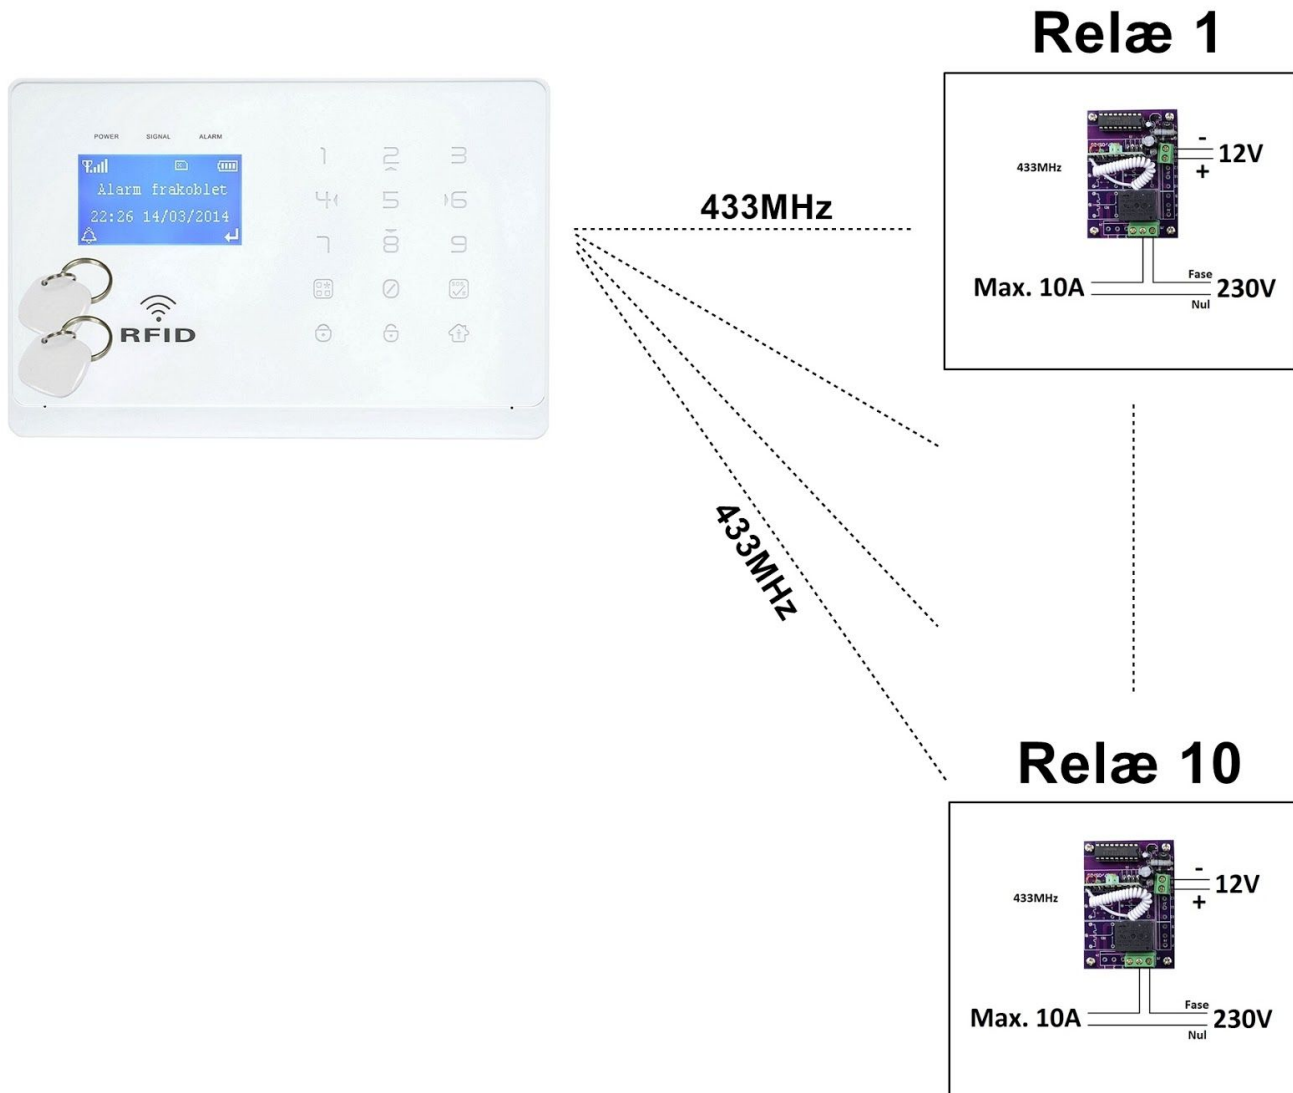 Relæ 1
POWER SIGNAL ALARM
Alarm frakoblet
22:26 14/03/2014
1 2 3
4 5 6
7 8 9
0
RFID
433MHz
433MHz
433MHz
-
12V
+
Max. 10A
Fase
230V
Nul
Relæ 10
433MHz
-
12V
+
Max. 10A
Fase
230V
Nul